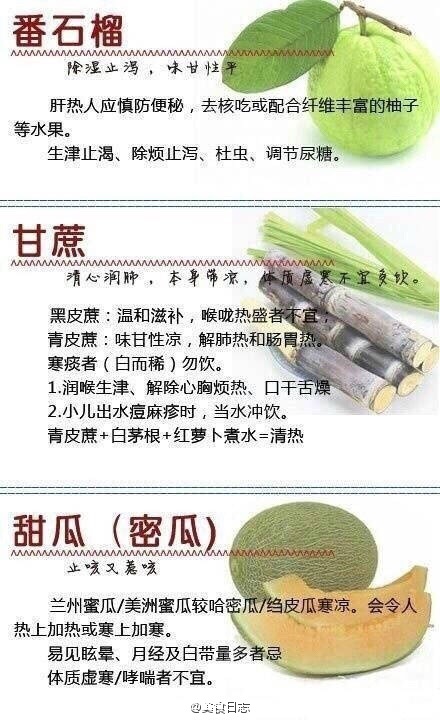 番石榴
除湿止泻，味甘性平
肝热人应慎防便秘，去核吃或配合纤维丰富的柚子
等水果。
生津止渴、除烦止泻、杜虫、调节尿糖。
甘蔗
清心润肺，本身带凉，体质虚寒不宜多饮。
黑皮蔗：温和滋补，喉咙热盛者不宜；
青皮蔗：味甘性凉，解肺热和肠胃热。
寒痰者（白而稀）勿饮。
1.润喉生津、解除心胸烦热、口干舌燥
2.小儿出水痘麻疹时，当水冲饮。
青皮蔗+白茅根+红萝卜煮水=清热
甜瓜（密瓜)
止咳又惹咳
兰州蜜瓜/美洲蜜瓜较哈密瓜/绉皮瓜寒凉。会令人
热上加热或寒上加寒。
易见眩晕、月经及白带量多者忌
体质虚寒/哮喘者不宜。
@美食日志